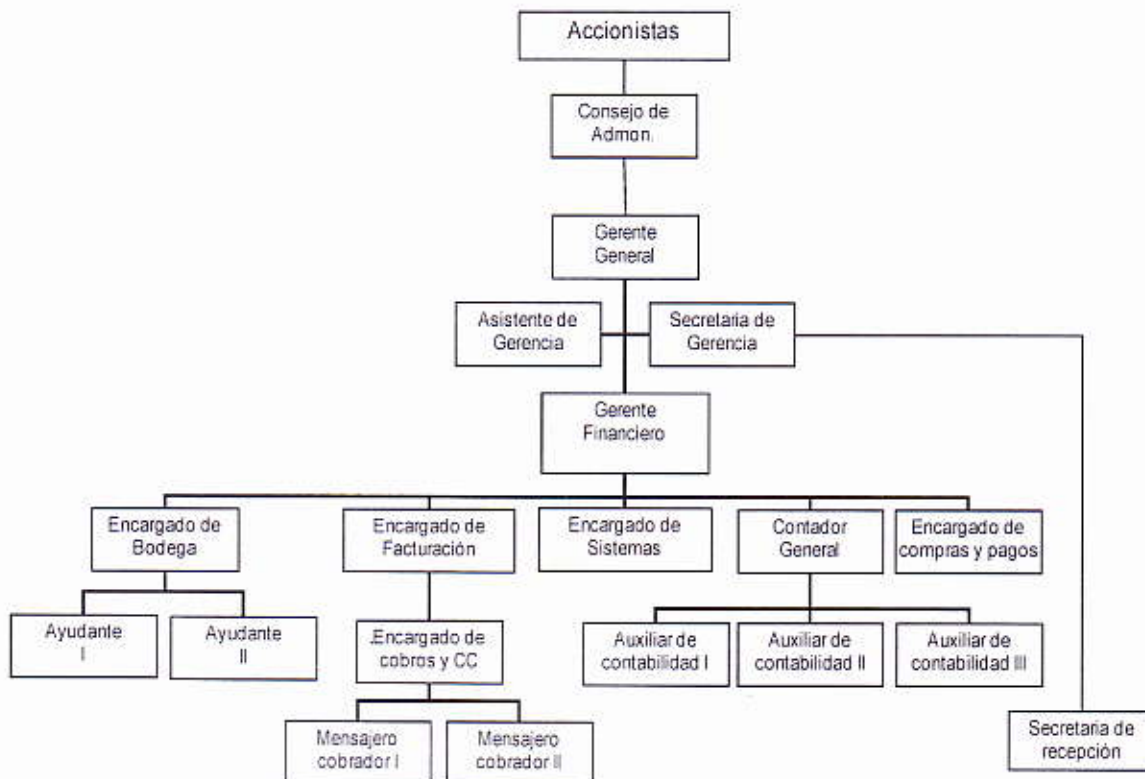 Accionistas
Consejo de
Admon.
Gerente
General
Asistente de
Gerencia
Secretaria de
Gerencia
Gerente
Financiero
Encargado de
Bodega
Encargado de
Facturación
Encargado de
Sistemas
Contador
General
Encargado de
compras y pagos
Ayudante
I
Ayudante
II
.Encargado de
cobros y CC
Auxiliar de
contabilidad I
Auxiliar de
contabilidad II
Auxiliar de
contabilidad III
Mensajero
cobrador I
Mensajero
cobrador II
Secretaria de
recepción